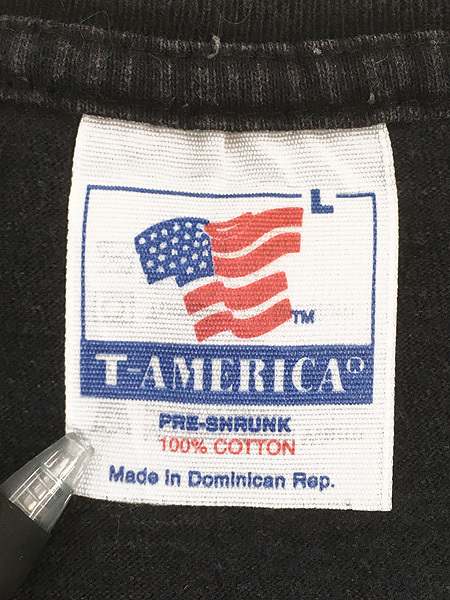 L
TM
T-AMERICA®
PRE-SHRUNK
100% COTTON
Made in Dominican Rep.